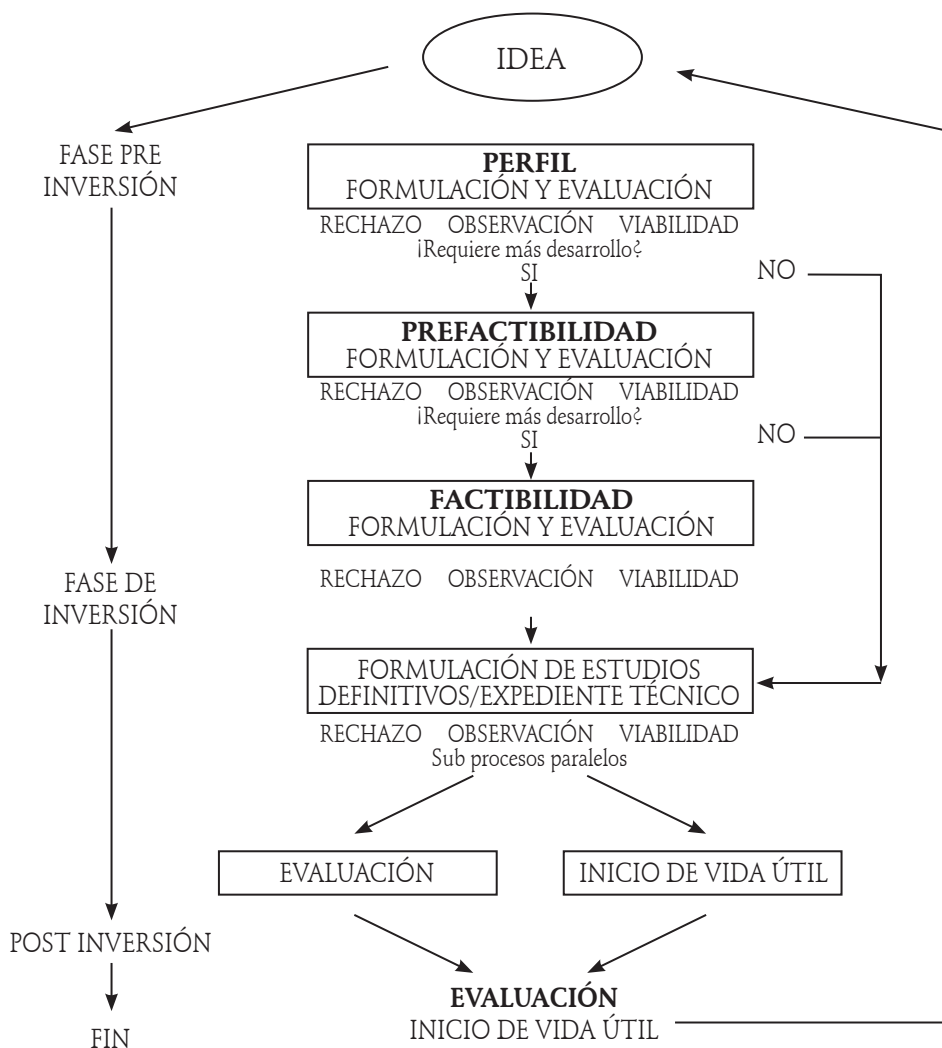 IDEA
FASE PRE
INVERSIÓN
PERFIL
FORMULACIÓN Y EVALUACIÓN
RECHAZO OBSERVACIÓN VIABILIDAD
¡Requiere más desarrollo?
SI
NO
PREFACTIBILIDAD
FORMULACIÓN Y EVALUACIÓN
RECHAZO OBSERVACIÓN VIABILIDAD
¡Requiere más desarrollo¿
SI
NO
FACTIBILIDAD
FORMULACIÓN Y EVALUACIÓN
RECHAZO OBSERVACIÓN VIABILIDAD
FASE DE
INVERSIÓN
FORMULACIÓN DE ESTUDIOS
DEFINITIVOS/EXPEDIENTE TÉCNICO
RECHAZO OBSERVACIÓN VIABILIDAD
Sub procesos paralelos
EVALUACIÓN
INICIO DE VIDA ÚTIL
POST INVERSIÓN
FIN
EVALUACIÓN
INICIO DE VIDA ÚTIL